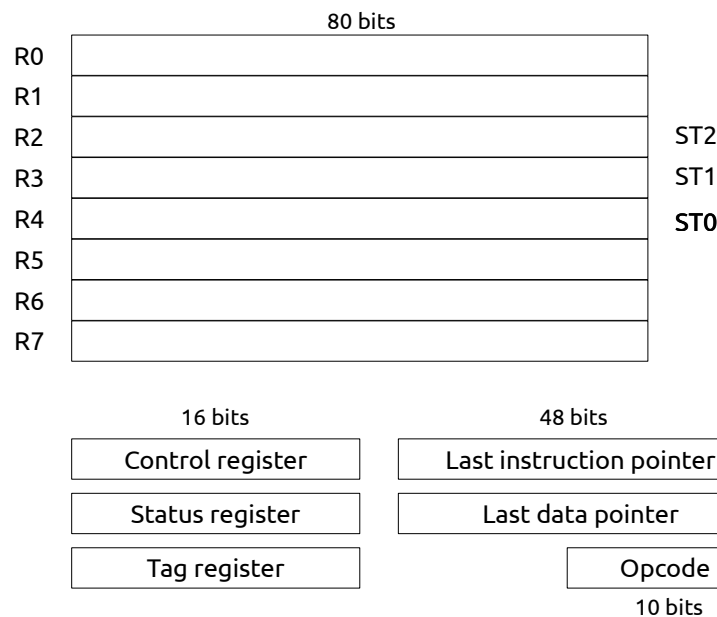 80 bits
R0
R1
R2 ST2
R3 ST1
R4 ST0
R5
R6
R7
16 bits 48 bits
Control register Last instruction pointer
Status register Last data pointer
Tag register Opcode
10 bits